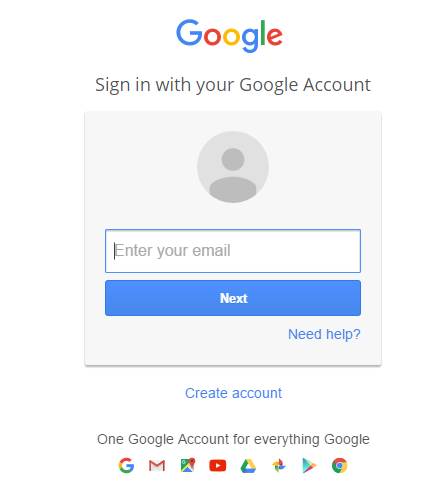 Google
Sign in with your Google Account
Enter your email
Next
Need help?
Create account
One Google Account for everything Google